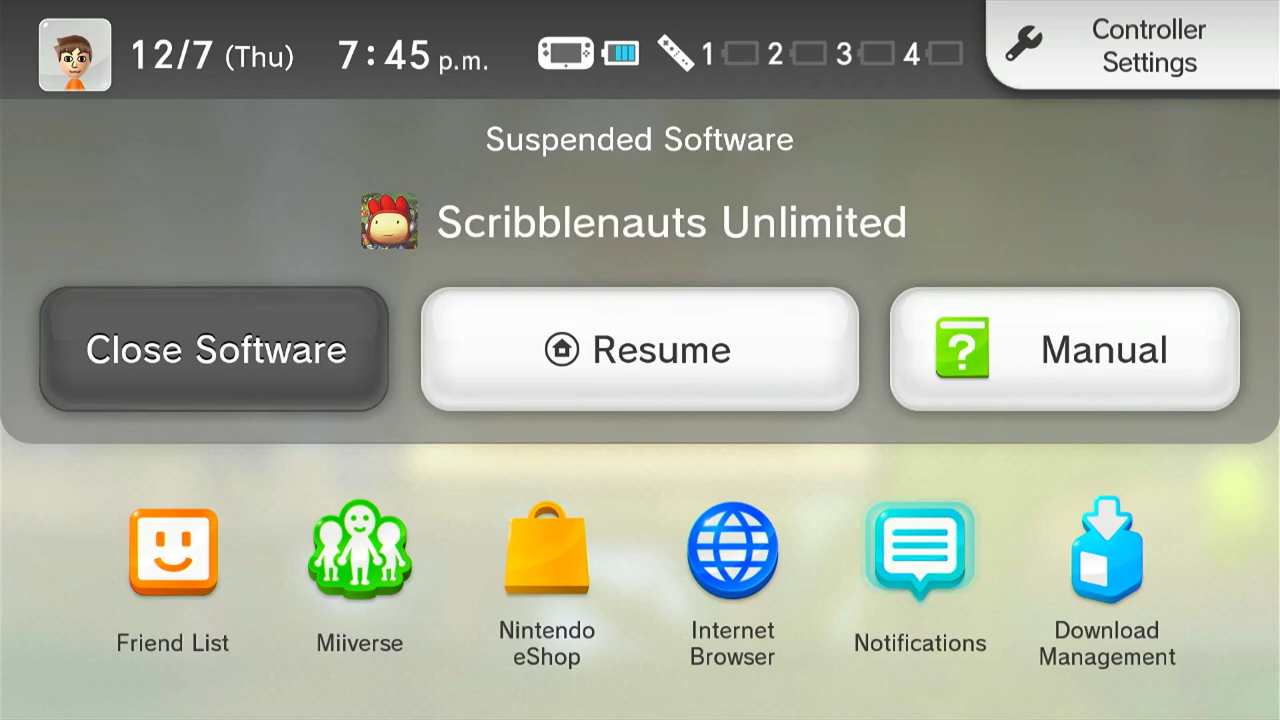 12/7 (Thu) 7:45 p.m. 1 2 3 4
Controller
Settings
Suspended Software
Scribblenauts Unlimited
Close Software
Resume
? Manual
Friend List
Miiverse
Nintendo
eShop
Internet
Browser
Notifications
Download
Management